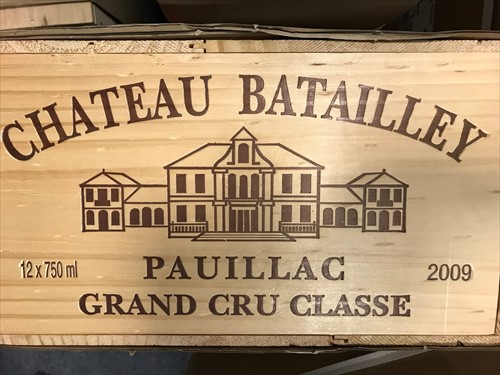 CHATEAU BATAILLEY
12 x 750 ml
PAUILLAC
2009
GRAND CRU CLASSE